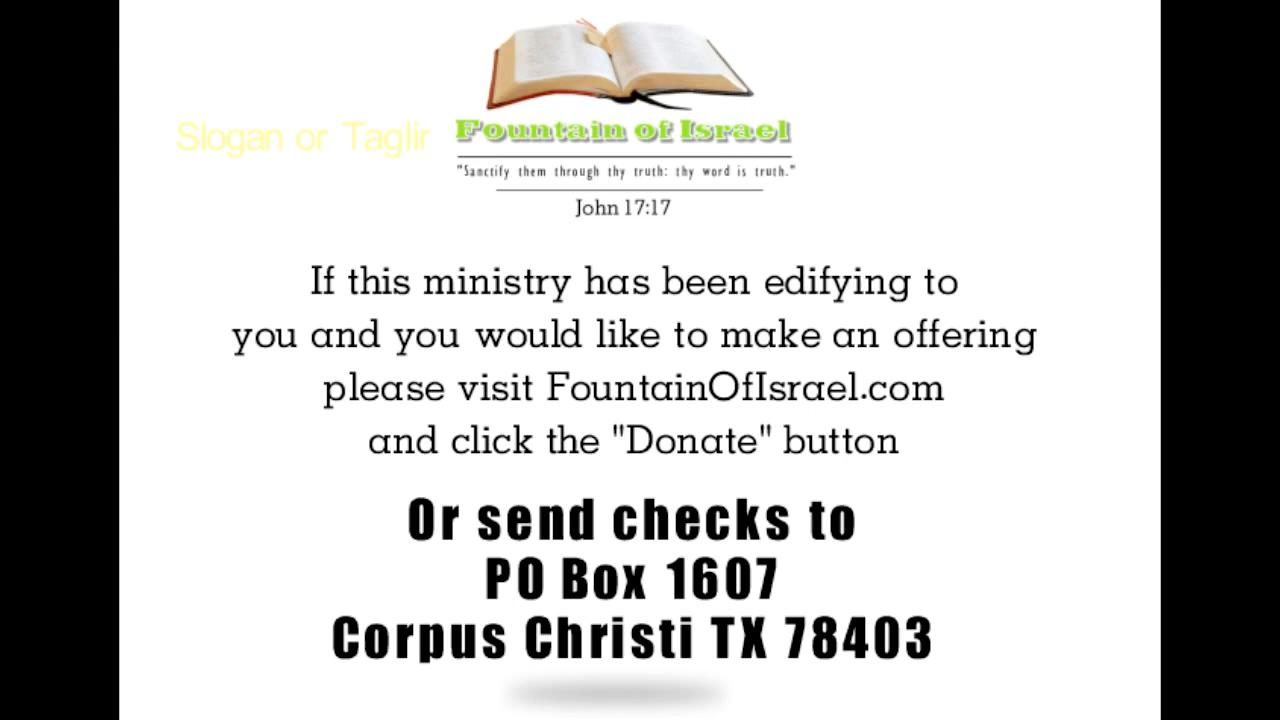 Slogan or Taglir
Fountain of Israel
"Sanctify them through thy truth: thy word is truth."
John 17:17
If this ministry has been edifying to
you and you would like to make an offering
please visit FountainOfIsrael.com
and click the "Donate" button
Or send checks to
PO Box 1607
Corpus Christi TX 78403